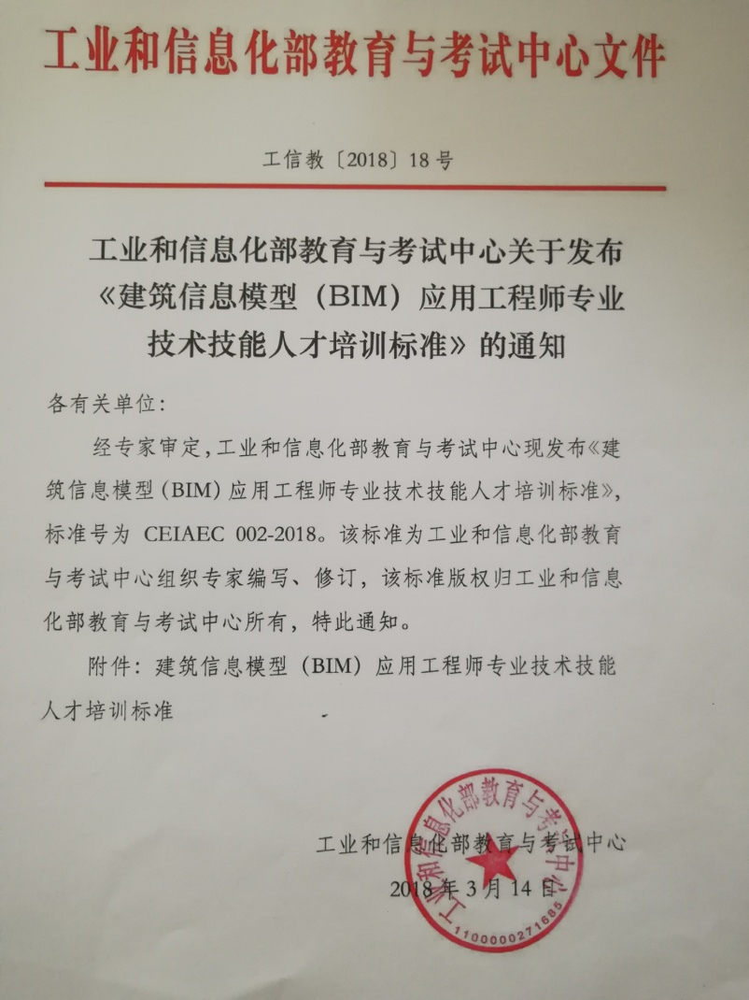 工业和信息化部教育与考试中心文件
工信教〔2018〕18号
工业和信息化部教育与考试中心关于发布
《建筑信息模型（BIM）应用工程师专业
技术技能人才培训标准》的通知
各有关单位：
经专家审定，工业和信息化部教育与考试中心现发布《建
筑信息模型（BIM）应用工程师专业技术技能人才培训标准》，
标准号为 CEIAEC 002-2018。该标准为工业和信息化部教育
与考试中心组织专家编写、修订，该标准版权归工业和信息
化部教育与考试中心所有，特此通知。
附件：建筑信息模型（BIM）应用工程师专业技术技能
人才培训标准
工业和信息化部教育与考试中心
2018年3月14日
工业和信息化部教育与考试中心
1100000271685